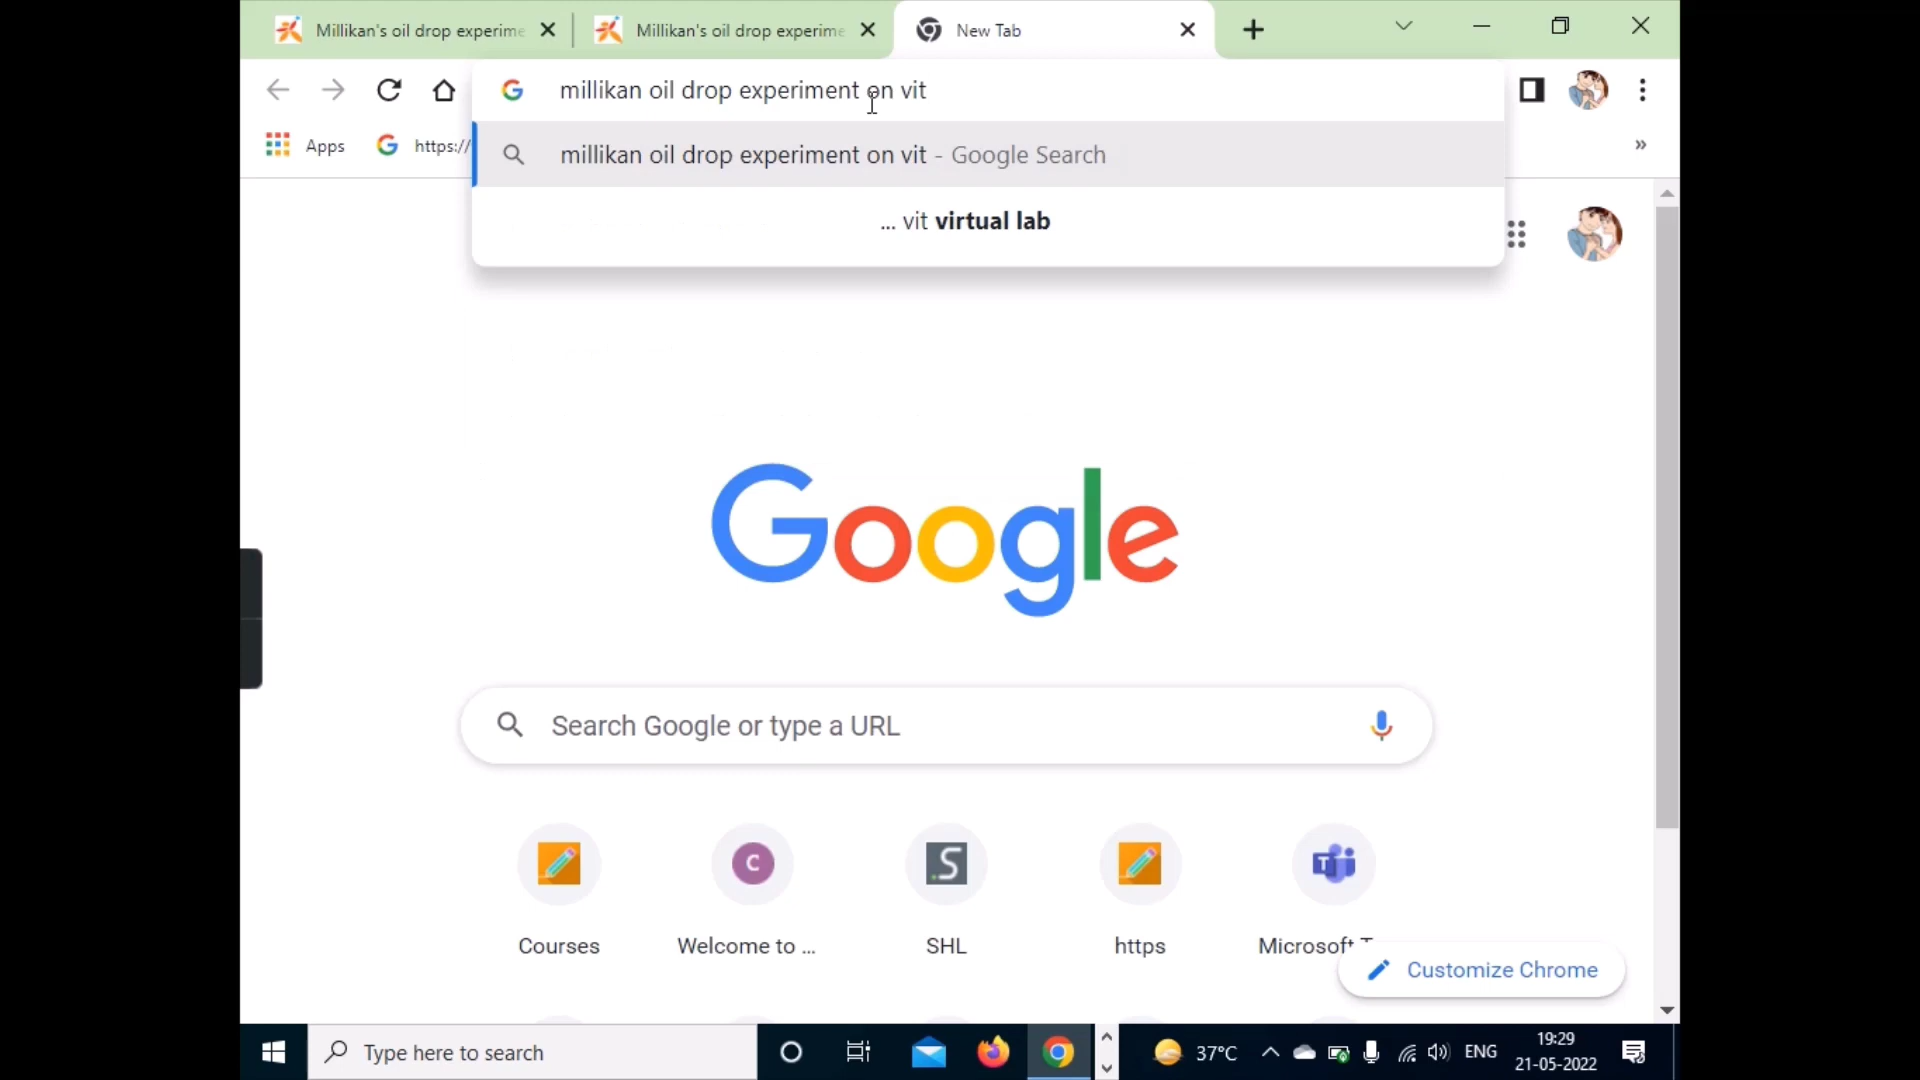 Millikan's oil drop experime
Millikan's oil drop experime
New Tab
millikan oil drop experiment on vit
Apps
https://
»
millikan oil drop experiment on vit - Google Search
... vit virtual lab
Google
Search Google or type a URL
C
.S
T
Courses
Welcome to ...
SHL
https
Microsoft T
Customize Chrome
Type here to search
37°C
ENG
19:29
21-05-2022